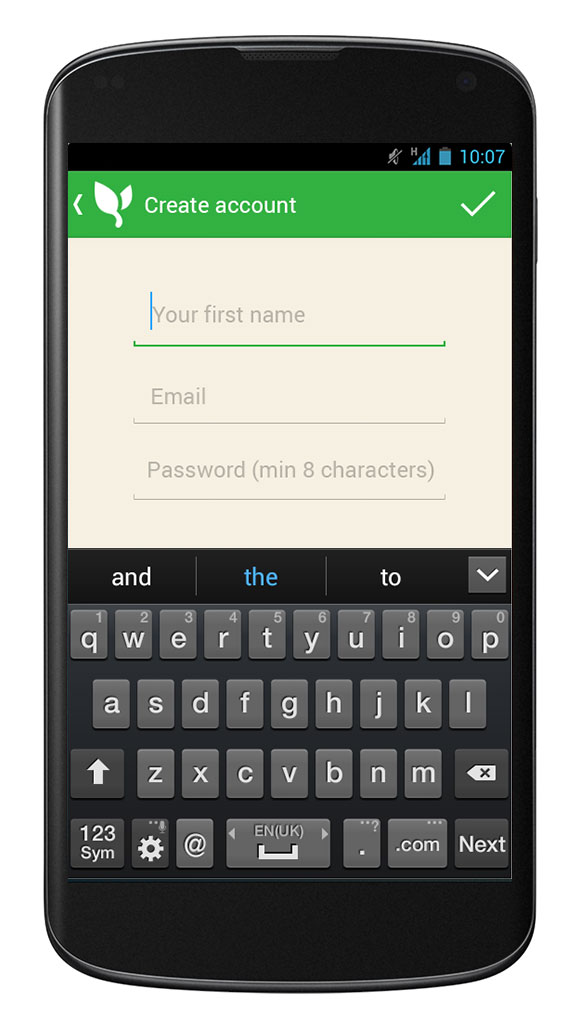 H 10:07
Create account
Your first name
Email
Password (min 8 characters)
and the to
1 2 3 4 5 6 7 8 9 0
q w e r t y u i o p
a s d f g h j k l
z x c v b n m
123 EN(UK) ...? ...
Sym @ . .com Next